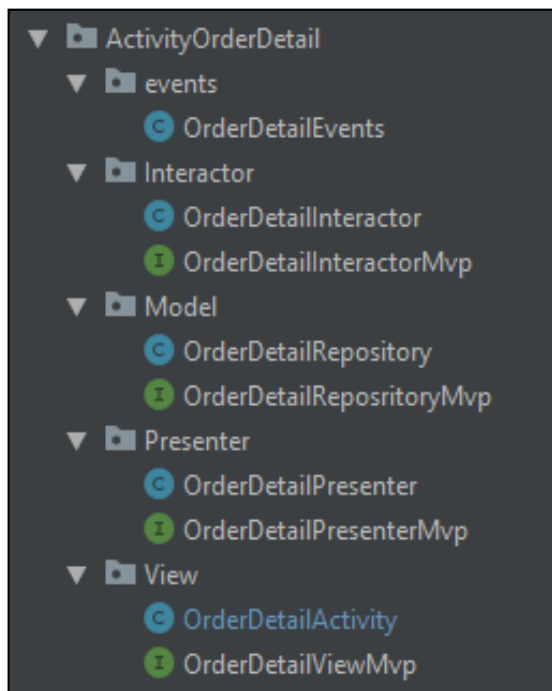 ActivityOrderDetail
events
C OrderDetailEvents
Interactor
C OrderDetailInteractor
I OrderDetailInteractorMvp
Model
C OrderDetailRepository
I OrderDetailReposritoryMvp
Presenter
C OrderDetailPresenter
I OrderDetailPresenterMvp
View
C OrderDetailActivity
I OrderDetailViewMvp